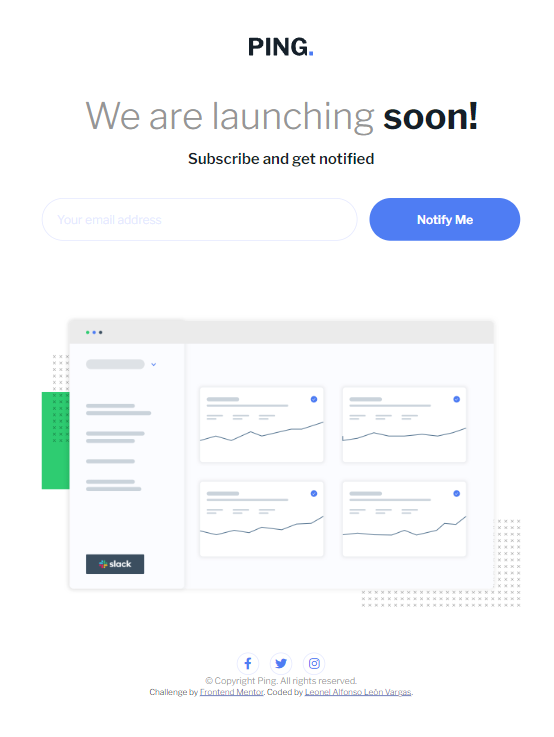 PING.
We are launching soon!
Subscribe and get notified
Your email address
Notify Me
slack
© Copyright Ping. All rights reserved.
Challenge by Frontend Mentor. Coded by Leonel Alfonso León Vargas.